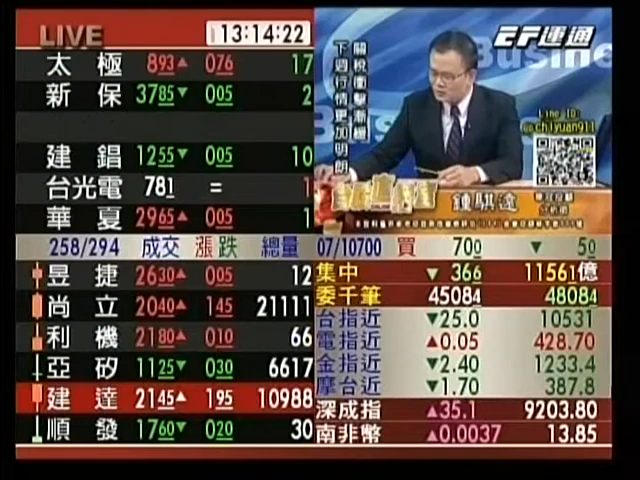 LIVE
13:14:22
太極 893▲ 076 17
新保 3785▼ 005 2
建錩 1255▼ 005 10
台光電 781 = 1
華夏 2965▲ 005 1
258/294 成交 漲跌 總量
昱捷 2630▲ 005 12
尚立 2040▲ 145 21111
利機 2180▲ 010 66
亞矽 1125▼ 030 6617
建達 2145▲ 195 10988
順發 1760▼ 020 30
EF運通
Business
關稅衝擊漸緩
下週行情更加明朗
Line ID:
@chiyuan911
鍾騏遠
07/10700 買 700 ▼ 50
集中 ▼ 366 11561億
委千筆 45084 48084
台指近 ▼25.0 10531
電指近 ▲0.05 428.70
金指近 ▼2.40 1233.4
摩台近 ▼1.70 387.8
深成指 ▲35.1 9203.80
南非幣 ▲0.0037 13.85